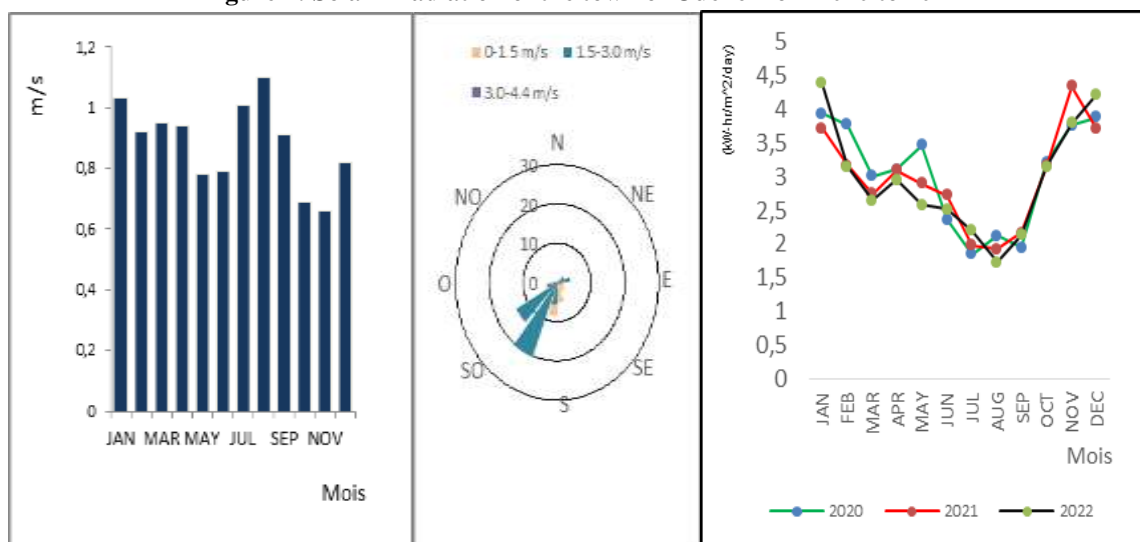 1,2
1
0,8
0,6
0,4
0,2
0
m/s
JAN MAR MAY JUL SEP NOV
Mois
0-1.5 m/s 1.5-3.0 m/s
3.0-4.4 m/s
N
NE
E
SE
S
SO
O
NO
30
20
10
0
(kW-hr/m^2/day)
5
4,5
4
3,5
3
2,5
2
1,5
1
0,5
0
JAN FEB MAR APR MAY JUN JUL AUG SEP OCT NOV DEC
Mois
2020 2021 2022